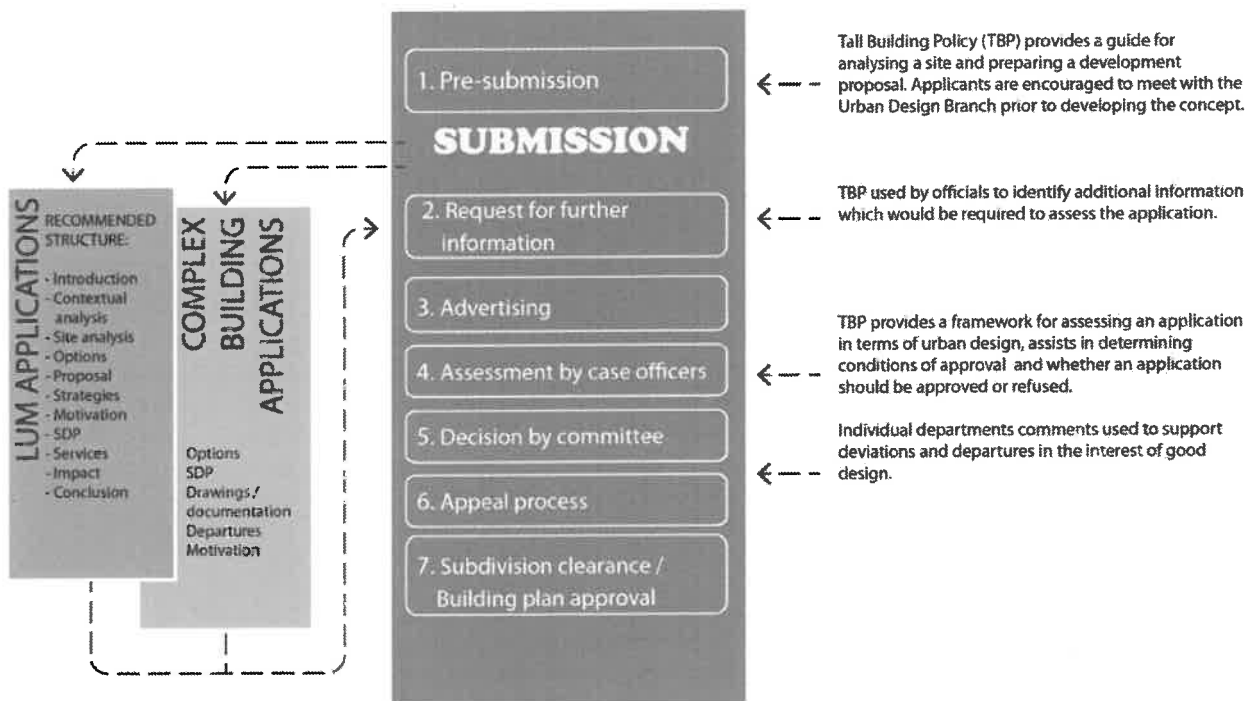 1. Pre-submission
SUBMISSION
2. Request for further
information
3. Advertising
4. Assessment by case officers
5. Decision by committee
6. Appeal process
7. Subdivision clearance /
Building plan approval
LUM APPLICATIONS
RECOMMENDED
STRUCTURE:
- Introduction
- Contextual
analysis
- Site analysis
- Options
- Proposal
- Strategies
- Motivation
- SDP
- Services
- Impact
- Conclusion
COMPLEX
BUILDING
APPLICATIONS
Options
SDP
Drawings/
documentation
Departures
Motivation
Tall Building Policy (TBP) provides a guide for
analysing a site and preparing a development
proposal. Applicants are encouraged to meet with the
Urban Design Branch prior to developing the concept.
TBP used by officials to identify additional information
which would be required to assess the application.
TBP provides a framework for assessing an application
in terms of urban design, assists in determining
conditions of approval and whether an application
should be approved or refused.
Individual departments comments used to support
deviations and departures in the interest of good
design.